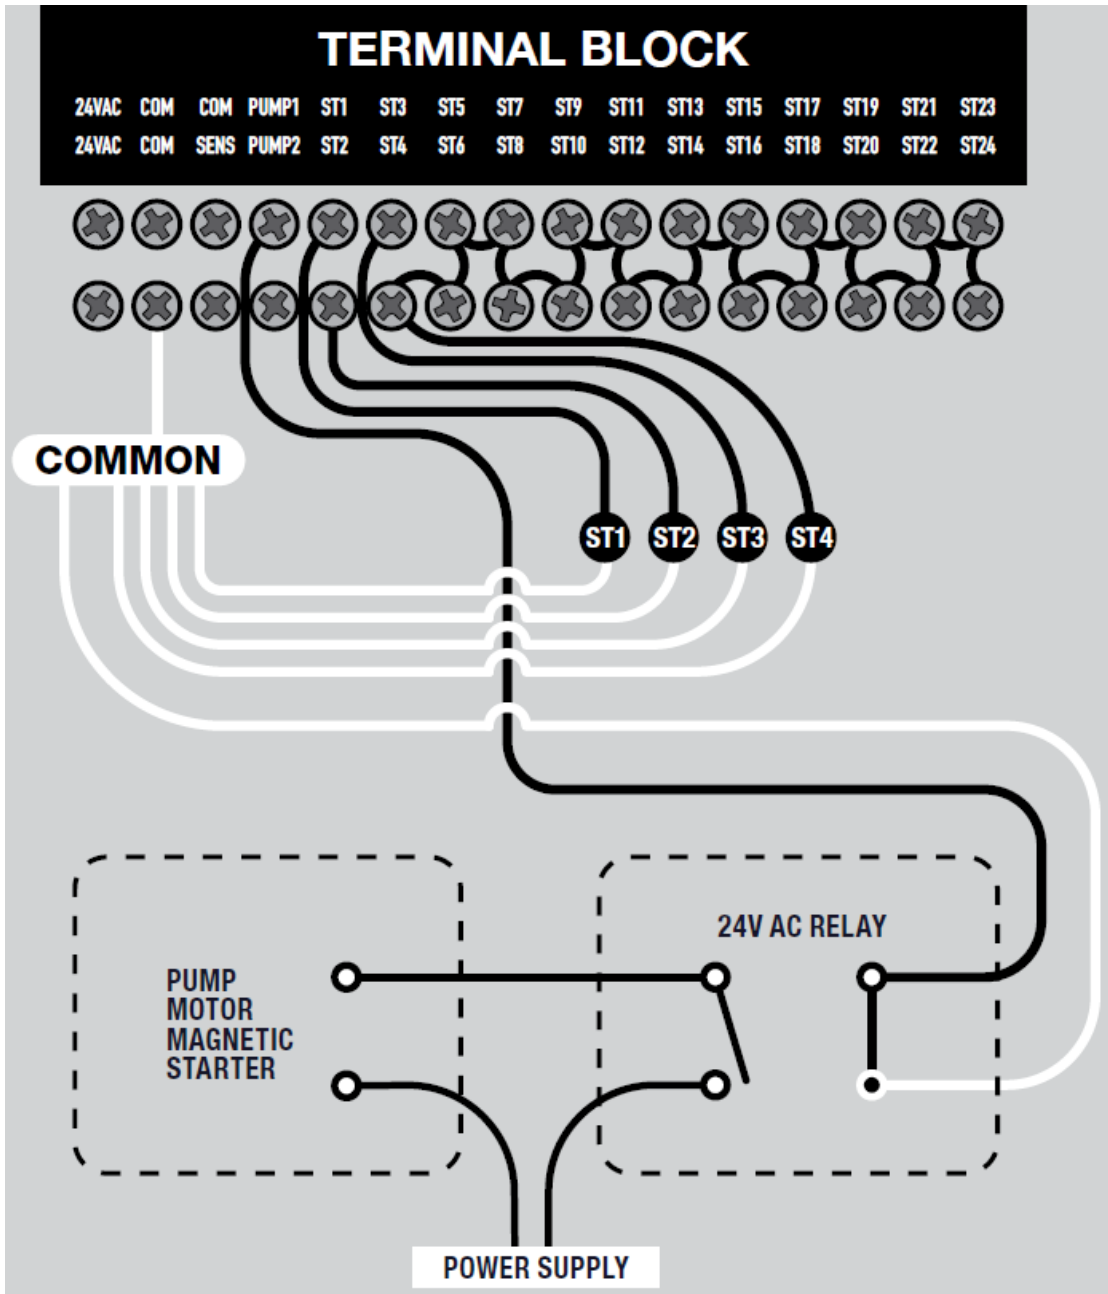 TERMINAL BLOCK
24VAC COM COM PUMP1 ST1 ST3 ST5 ST7 ST9 ST11 ST13 ST15 ST17 ST19 ST21 ST23
24VAC COM SENS PUMP2 ST2 ST4 ST6 ST8 ST10 ST12 ST14 ST16 ST18 ST20 ST22 ST24
COMMON
ST1 ST2 ST3 ST4
24V AC RELAY
PUMP
MOTOR
MAGNETIC
STARTER
POWER SUPPLY